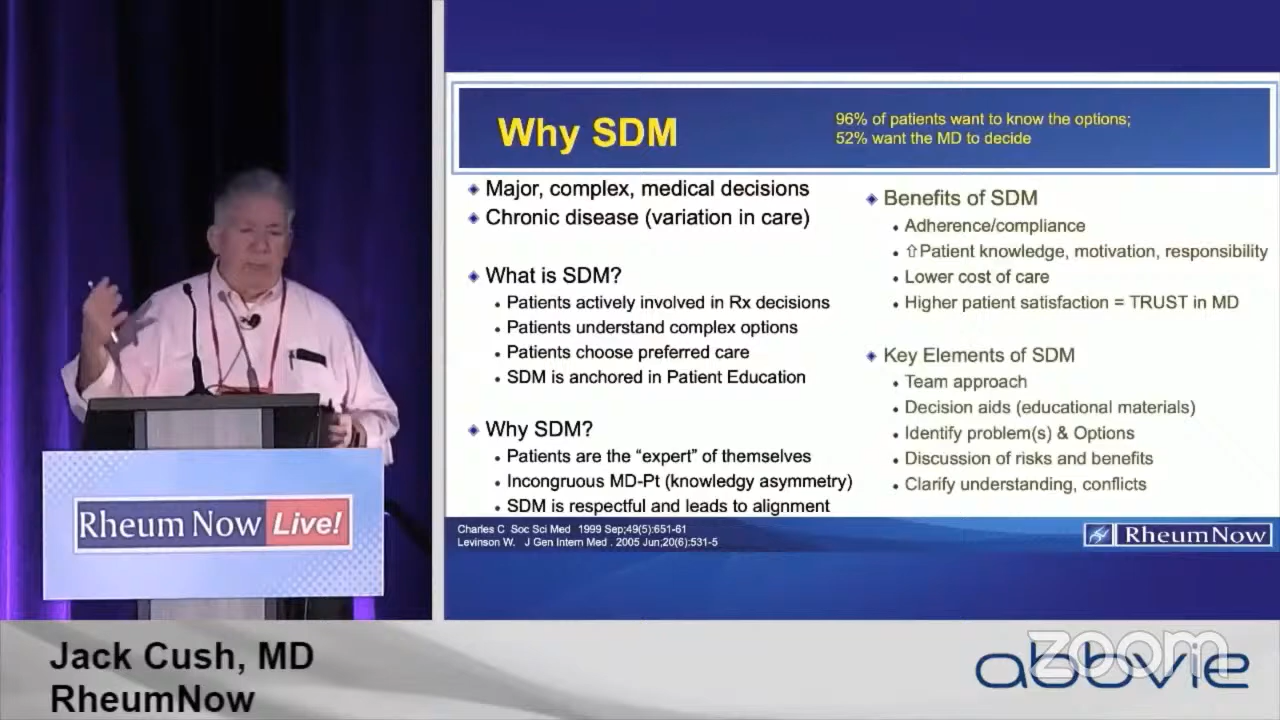 Why SDM
96% of patients want to know the options;
52% want the MD to decide
Major, complex, medical decisions
Chronic disease (variation in care)
What is SDM?
Patients actively involved in Rx decisions
Patients understand complex options
Patients choose preferred care
SDM is anchored in Patient Education
Why SDM?
Patients are the “expert” of themselves
Incongruous MD-Pt (knowledgy asymmetry)
SDM is respectful and leads to alignment
Benefits of SDM
Adherence/compliance
⇧Patient knowledge, motivation, responsibility
Lower cost of care
Higher patient satisfaction = TRUST in MD
Key Elements of SDM
Team approach
Decision aids (educational materials)
Identify problem(s) & Options
Discussion of risks and benefits
Clarify understanding, conflicts
Charles C Soc Sci Med 1999 Sep;49(5):651-61
Levinson W. J Gen Intern Med . 2005 Jun;20(6):531-5
RheumNow
Rheum Now Live!
Jack Cush, MD
RheumNow
zoom
abbvie